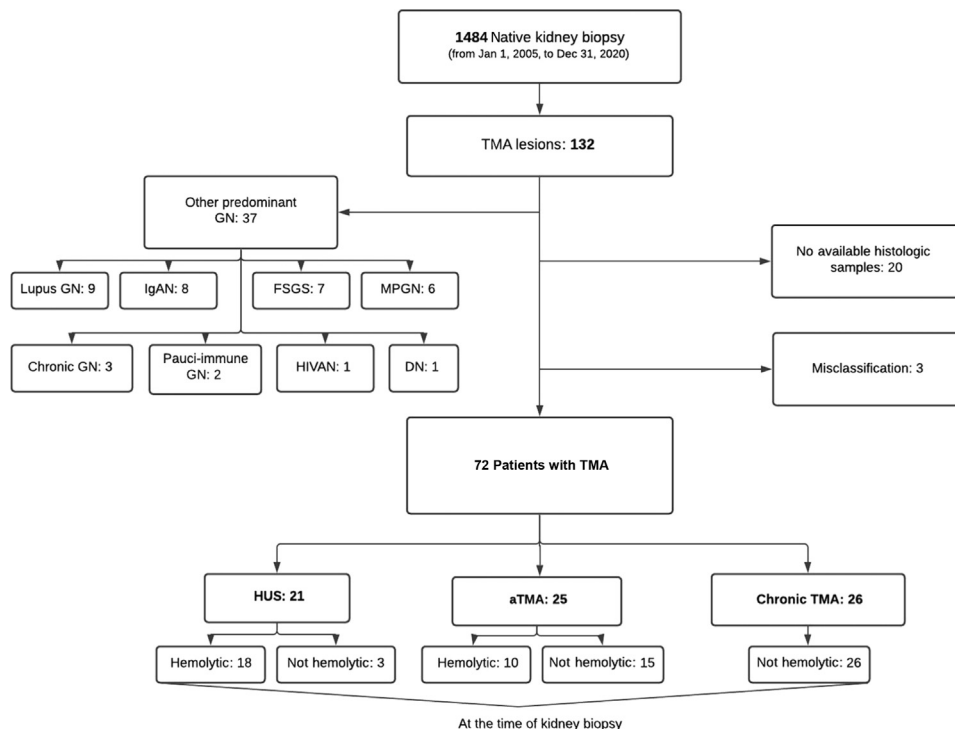 1484 Native kidney biopsy
(from Jan 1, 2005, to Dec 31, 2020)
TMA lesions: 132
Other predominant
GN: 37
No available histologic
samples: 20
Lupus GN: 9
IgAN: 8
FSGS: 7
MPGN: 6
Chronic GN: 3
Pauci-immune
GN: 2
HIVAN: 1
DN: 1
Misclassification: 3
72 Patients with TMA
HUS: 21
aTMA: 25
Chronic TMA: 26
Hemolytic: 18
Not hemolytic: 3
Hemolytic: 10
Not hemolytic: 15
Not hemolytic: 26
At the time of kidney biopsy